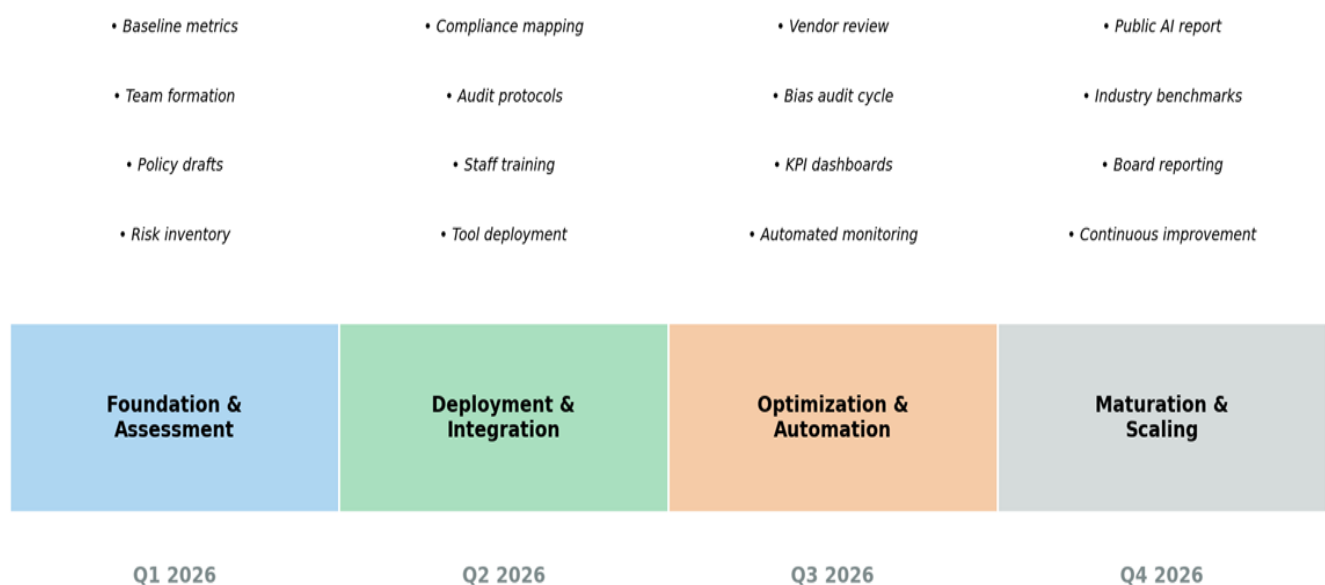 • Baseline metrics
• Compliance mapping
• Vendor review
• Public AI report
• Team formation
• Audit protocols
• Bias audit cycle
• Industry benchmarks
• Policy drafts
• Staff training
• KPI dashboards
• Board reporting
• Risk inventory
• Tool deployment
• Automated monitoring
• Continuous improvement
Foundation &
Assessment
Deployment &
Integration
Optimization &
Automation
Maturation &
Scaling
Q1 2026
Q2 2026
Q3 2026
Q4 2026